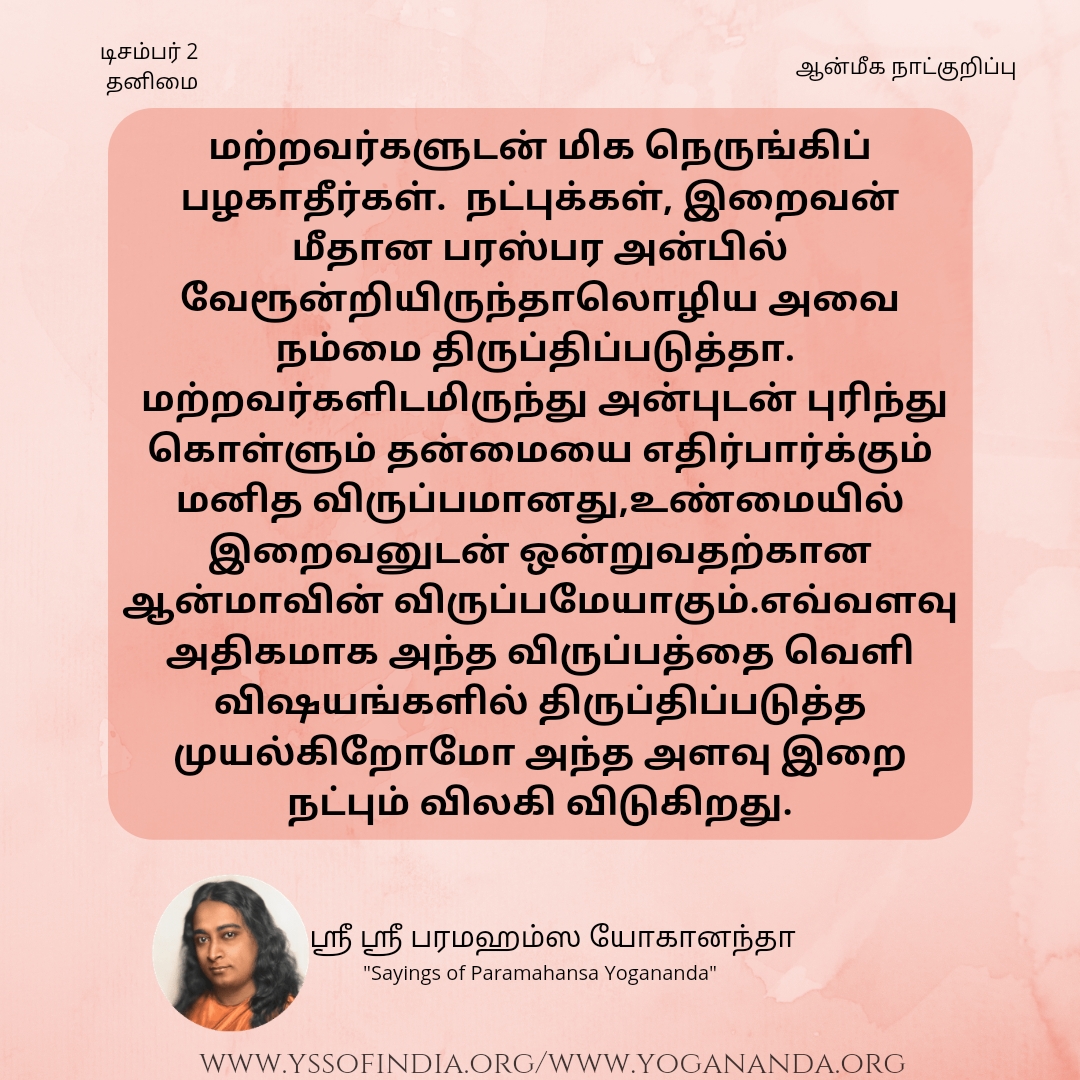 டிசம்பர் 2
தனிமை
ஆன்மீக நாட்குறிப்பு
மற்றவர்களுடன் மிக நெருங்கிப்
பழகாதீர்கள். நட்புக்கள், இறைவன்
மீதான பரஸ்பர அன்பில்
வேரூன்றியிருந்தாலொழிய அவை
நம்மை திருப்திப்படுத்தா.
மற்றவர்களிடமிருந்து அன்புடன் புரிந்து
கொள்ளும் தன்மையை எதிர்பார்க்கும்
மனித விருப்பமானது,உண்மையில்
இறைவனுடன் ஒன்றுவதற்கான
ஆன்மாவின் விருப்பமேயாகும்.எவ்வளவு
அதிகமாக அந்த விருப்பத்தை வெளி
விஷயங்களில் திருப்திப்படுத்த
முயல்கிறோமோ அந்த அளவு இறை
நட்பும் விலகி விடுகிறது.
ஸ்ரீ ஸ்ரீ பரமஹம்ஸ யோகானந்தா
"Sayings of Paramahansa Yogananda"
WWW.YSSOFINDIA.ORG/WWW.YOGANANDA.ORG